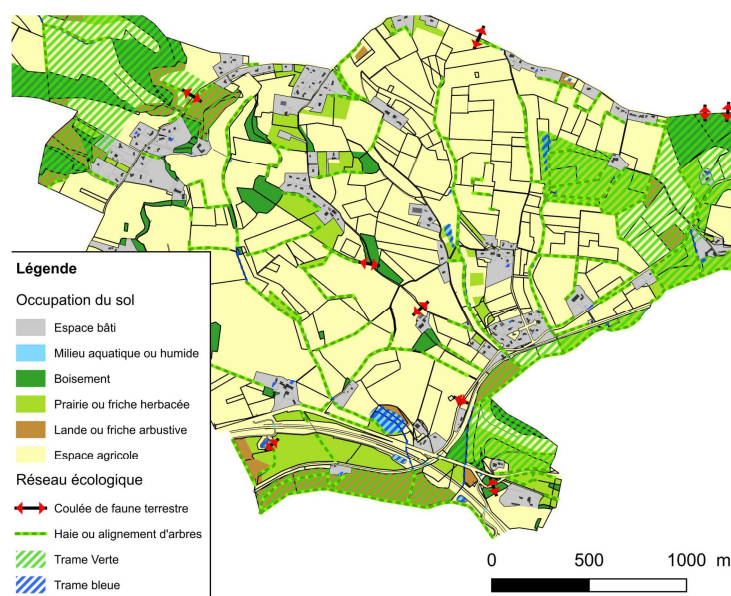 Légende
Occupation du sol
Espace bâti
Milieu aquatique ou humide
Boisement
Prairie ou friche herbacée
Lande ou friche arbustive
Espace agricole
Réseau écologique
Coulée de faune terrestre
Haie ou alignement d'arbres
Trame Verte
Trame bleue
0 500 1000 m